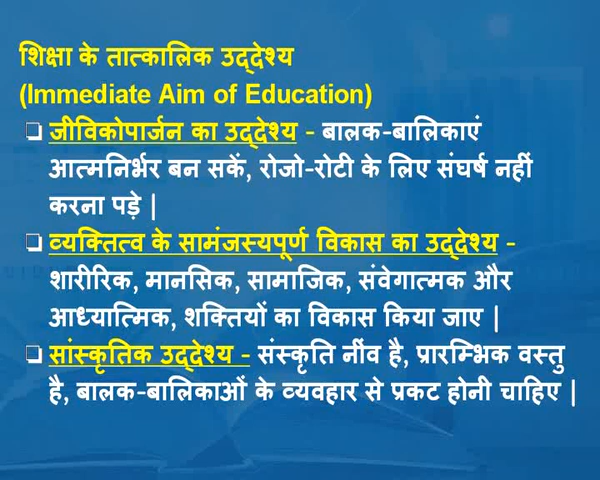 शिक्षा के तात्कालिक उद्देश्य
(Immediate Aim of Education)
❑ जीविकोपार्जन का उद्देश्य - बालक-बालिकाएं
आत्मनिर्भर बन सकें, रोजो-रोटी के लिए संघर्ष नहीं
करना पड़े |
❑ व्यक्तित्व के सामंजस्यपूर्ण विकास का उद्देश्य -
शारीरिक, मानसिक, सामाजिक, संवेगात्मक और
आध्यात्मिक, शक्तियों का विकास किया जाए |
❑ सांस्कृतिक उद्देश्य - संस्कृति नींव है, प्रारम्भिक वस्तु
है, बालक-बालिकाओं के व्यवहार से प्रकट होनी चाहिए |